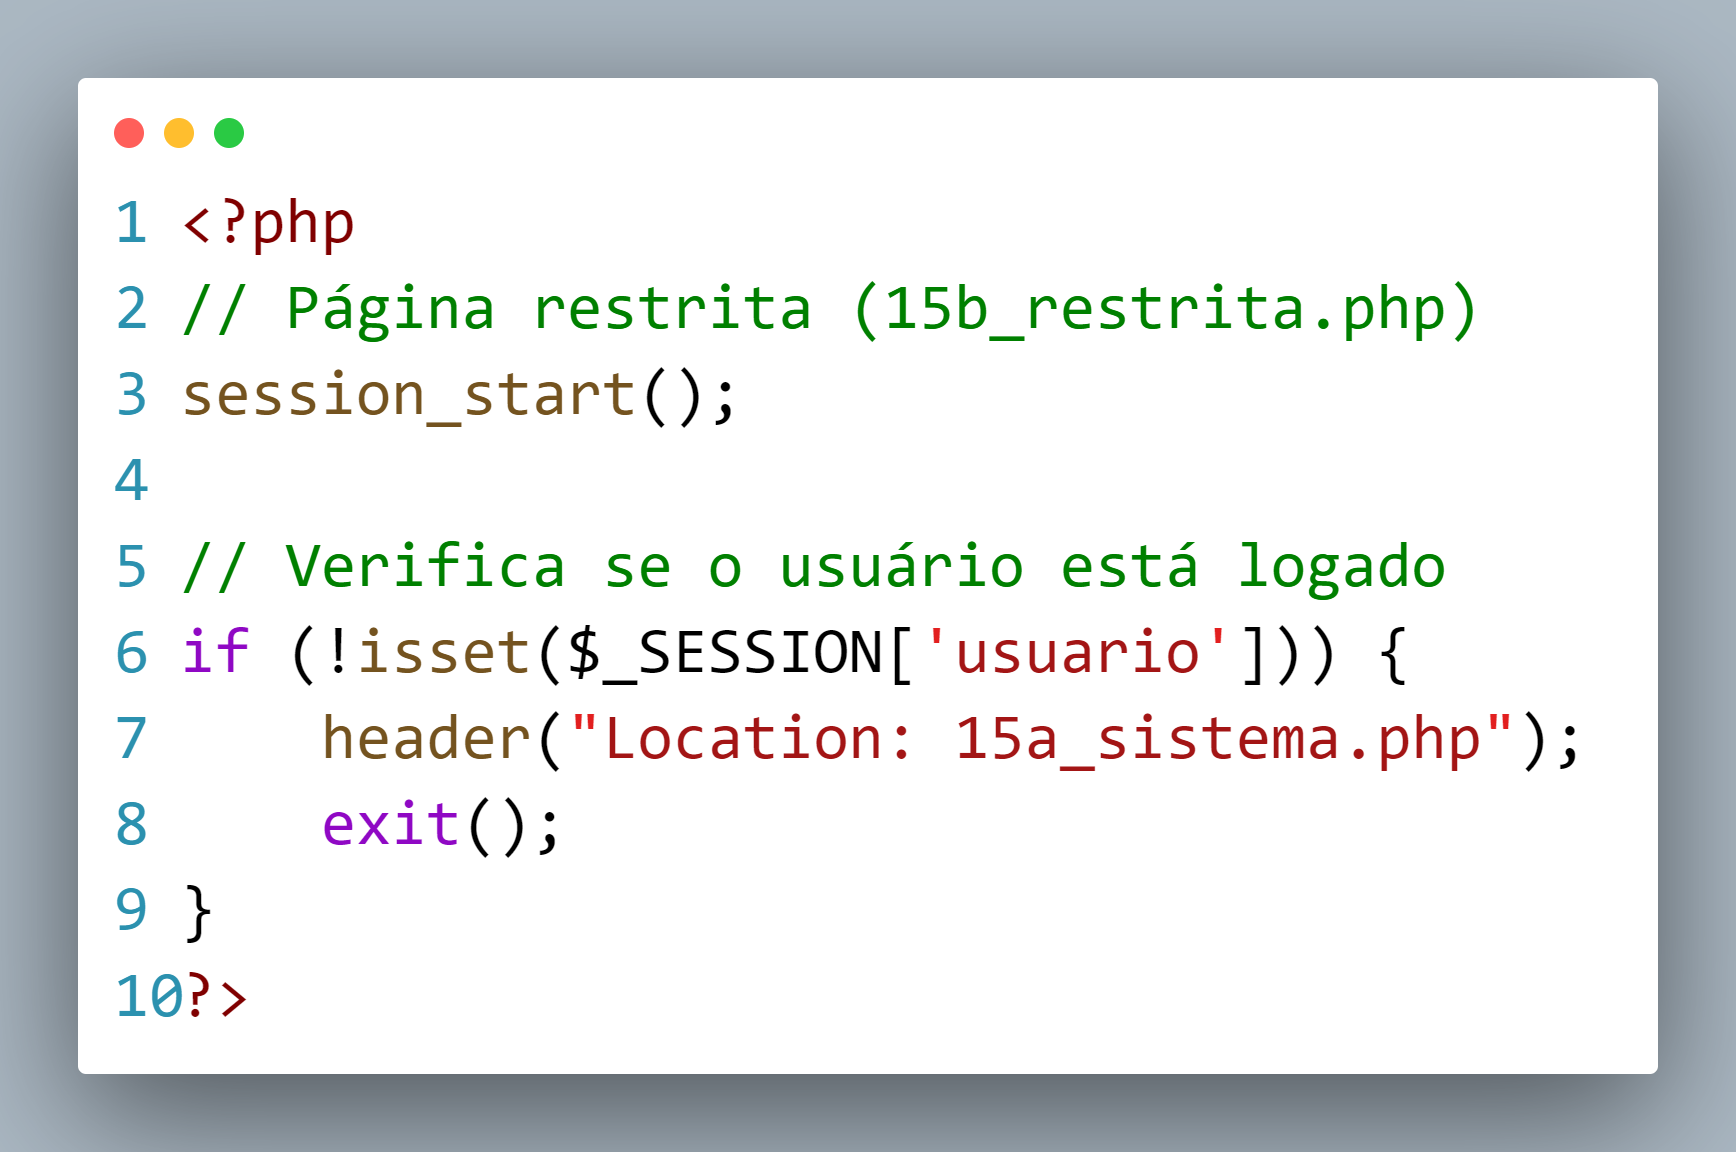 1 <?php
2 // Página restrita (15b_restrita.php)
3 session_start();
4
5 // Verifica se o usuário está logado
6 if (!isset($_SESSION['usuario'])) {
7     header("Location: 15a_sistema.php");
8     exit();
9 }
10?>